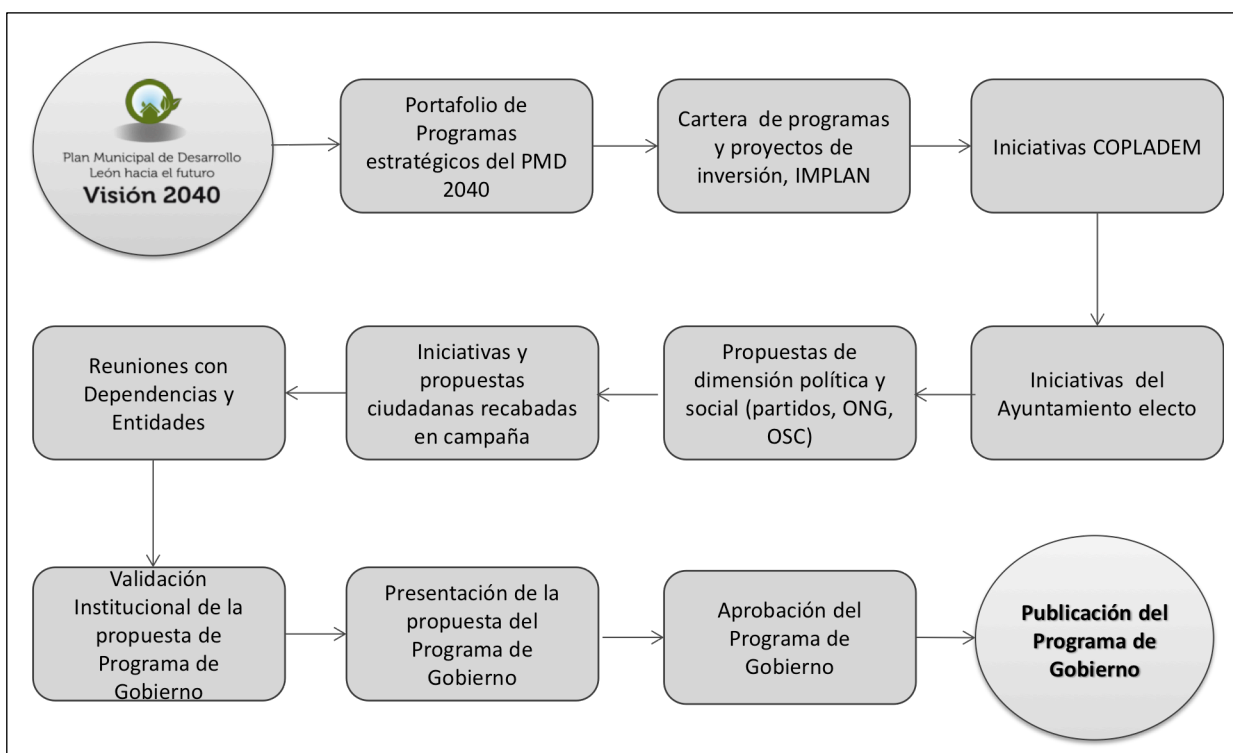 Plan Municipal de Desarrollo
León hacia el futuro
Visión 2040
Portafolio de
Programas
estratégicos del PMD
2040
Cartera de programas
y proyectos de
inversión, IMPLAN
Iniciativas COPLADEM
Iniciativas del
Ayuntamiento electo
Propuestas de
dimensión política y
social (partidos, ONG,
OSC)
Iniciativas y
propuestas
ciudadanas recabadas
en campaña
Reuniones con
Dependencias y
Entidades
Validación
Institucional de la
propuesta de
Programa de
Gobierno
Presentación de la
propuesta del
Programa de
Gobierno
Aprobación del
Programa de
Gobierno
Publicación del
Programa de
Gobierno